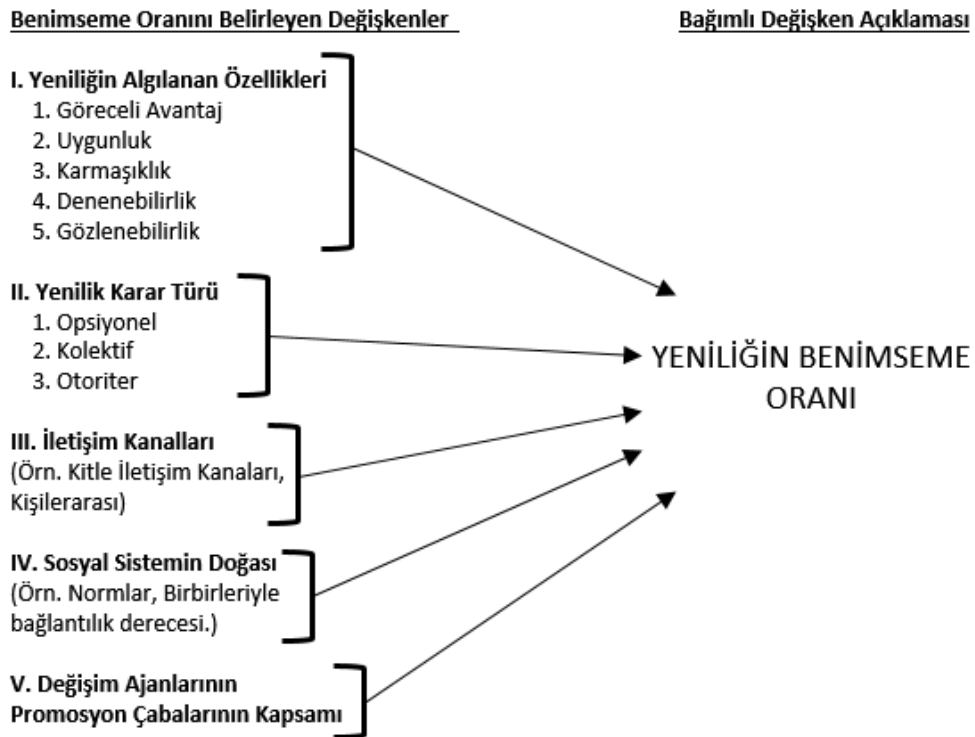 Benimseme Oranını Belirleyen Değişkenler
Bağımlı Değişken Açıklaması
I. Yeniliğin Algılanan Özellikleri
1. Göreceli Avantaj
2. Uygunluk
3. Karmaşıklık
4. Denenebilirlik
5. Gözlenebilirlik
II. Yenilik Karar Türü
1. Opsiyonel
2. Kolektif
3. Otoriter
III. İletişim Kanalları
(Örn. Kitle İletişim Kanaları,
Kişilerarası)
IV. Sosyal Sistemin Doğası
(Örn. Normlar, Birbirleriyle
bağlantılık derecesi.)
V. Değişim Ajanlarının
Promosyon Çabalarının Kapsamı
YENİLİĞİN BENİMSEME
ORANI